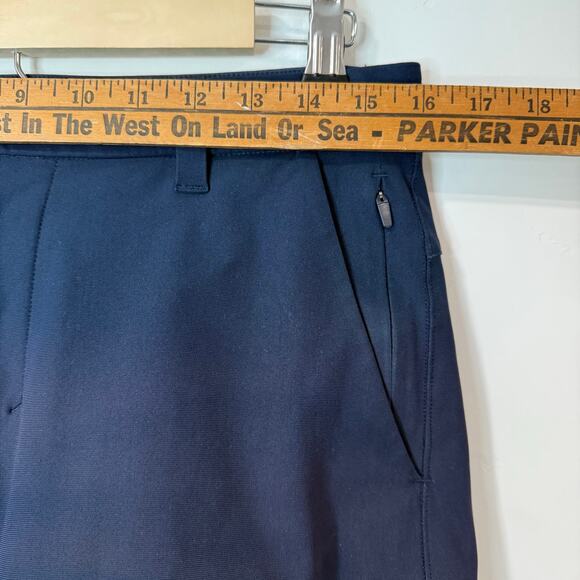 9 10 11 12 13 14 15 16 17 18
st In The West On Land Or Sea - PARKER PAIN